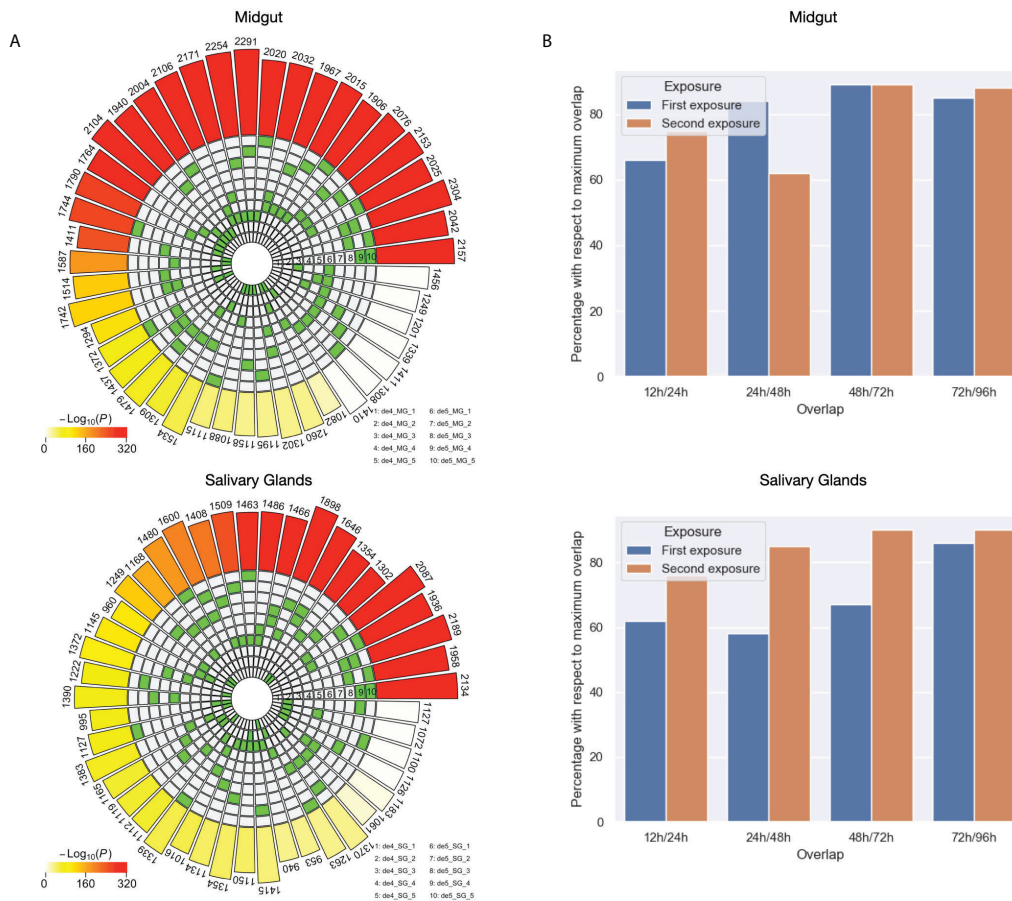 Midgut
A
2291
2020
2032
1967
2015
1906
2076
2153
2025
2304
2042
2157
1456
1249
1201
1339
1411
1308
1410
1082
1260
1302
1195
1158
1088
1115
1534
1309
1479
1437
1372
1294
1742
1514
1587
1411
1744
1790
1764
2104
1940
2004
2106
2171
2254
2 3 4 5 6 7 8 9 10
−Log10(P)
0 160 320
1: de4_MG_1 6: de5_MG_1
2: de4_MG_2 7: de5_MG_2
3: de4_MG_3 8: de5_MG_3
4: de4_MG_4 9: de5_MG_4
5: de4_MG_5 10: de5_MG_5
Salivary Glands
1463
1486
1466
1898
1646
1354
1302
2087
1936
2189
1958
2134
1127
1072
1100
1126
1183
1061
1370
1263
953
940
1415
1150
1354
1134
1016
1339
1112
1119
1165
1383
1127
995
1390
1222
1372
1145
960
1249
1168
1480
1600
1408
1509
2 3 4 5 6 7 8 9 10
−Log10(P)
0 160 320
1: de4_SG_1 6: de5_SG_1
2: de4_SG_2 7: de5_SG_2
3: de4_SG_3 8: de5_SG_3
4: de4_SG_4 9: de5_SG_4
5: de4_SG_5 10: de5_SG_5
B
Midgut
Exposure
First exposure
Second exposure
Percentage with respect to maximum overlap
80
60
40
20
0
12h/24h 24h/48h 48h/72h 72h/96h
Overlap
Salivary Glands
Exposure
First exposure
Second exposure
Percentage with respect to maximum overlap
80
60
40
20
0
12h/24h 24h/48h 48h/72h 72h/96h
Overlap